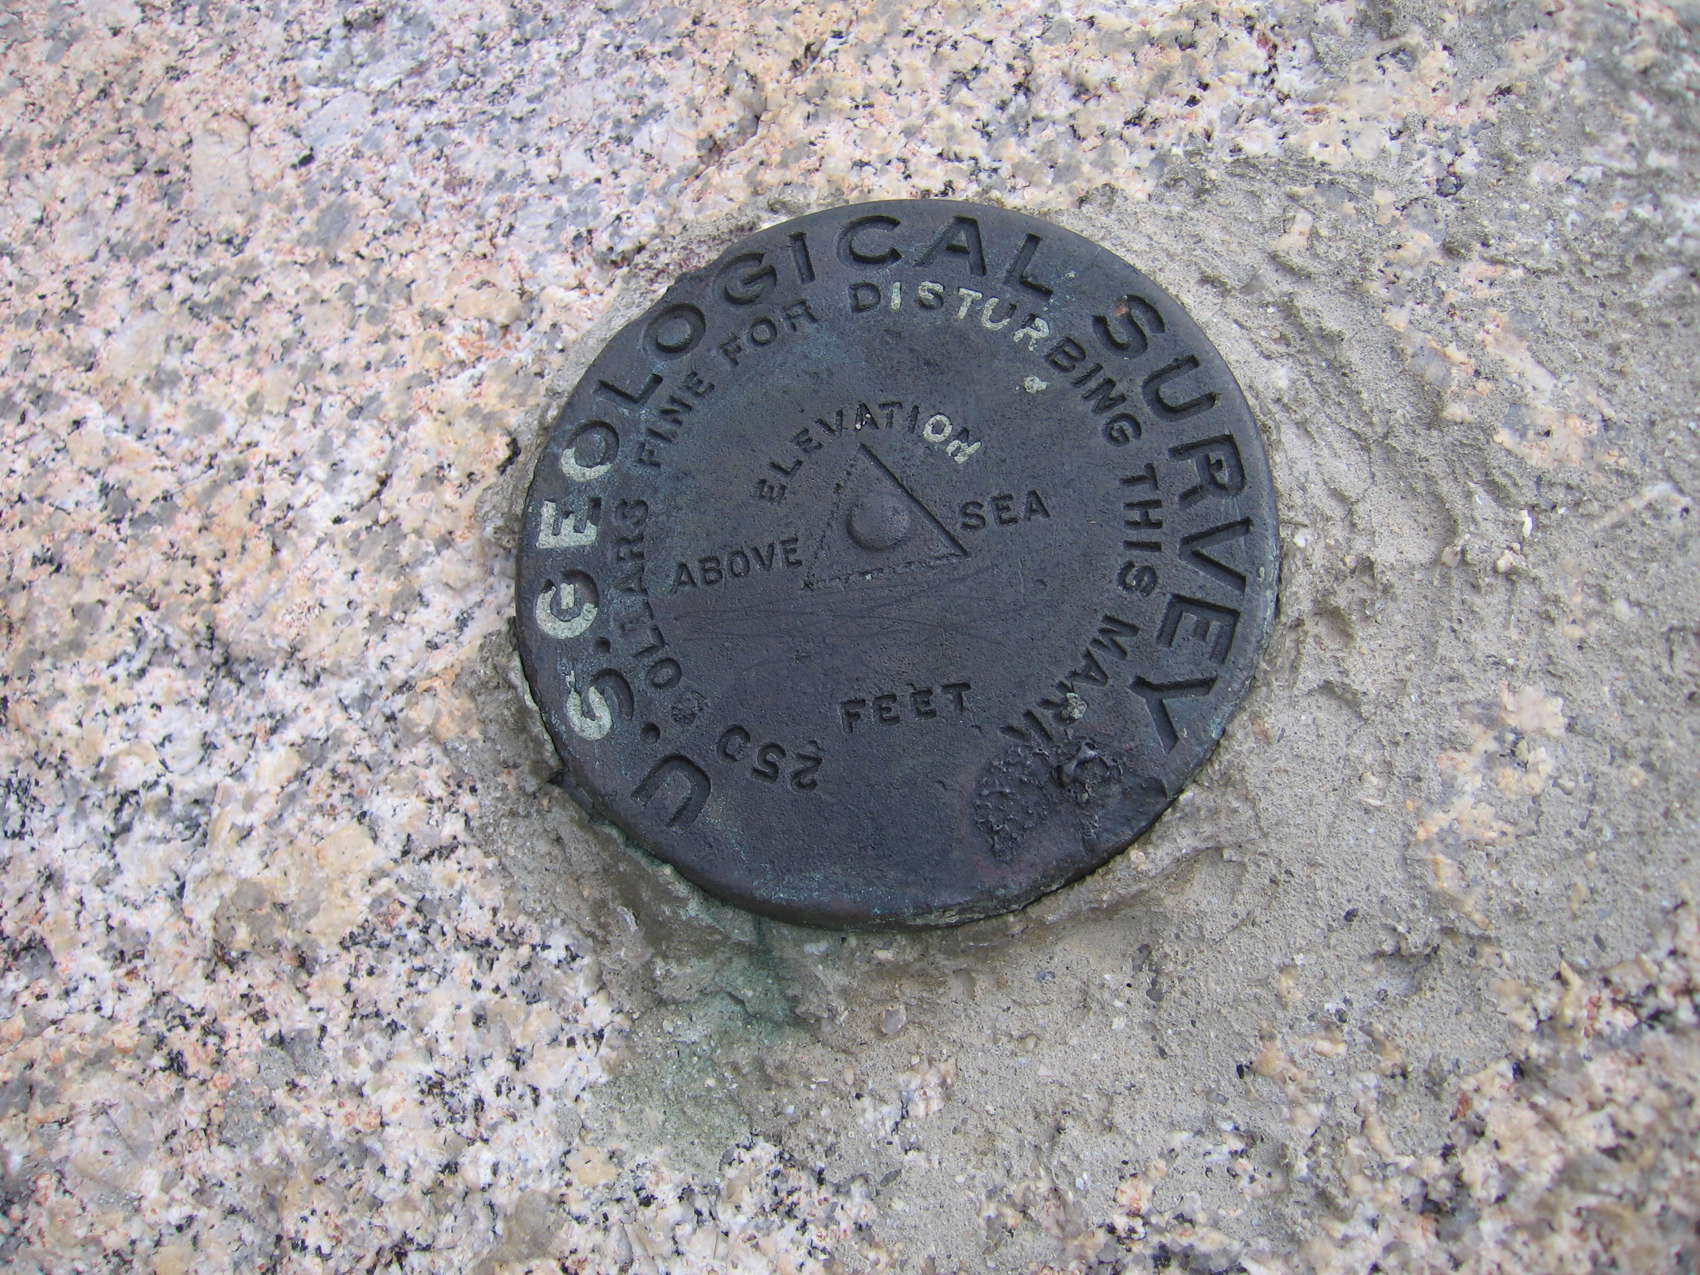 U.S. GEOLOGICAL SURVEY
250 DOLLARS FINE FOR DISTURBING THIS MARK
ELEVATION
ABOVE SEA
FEET